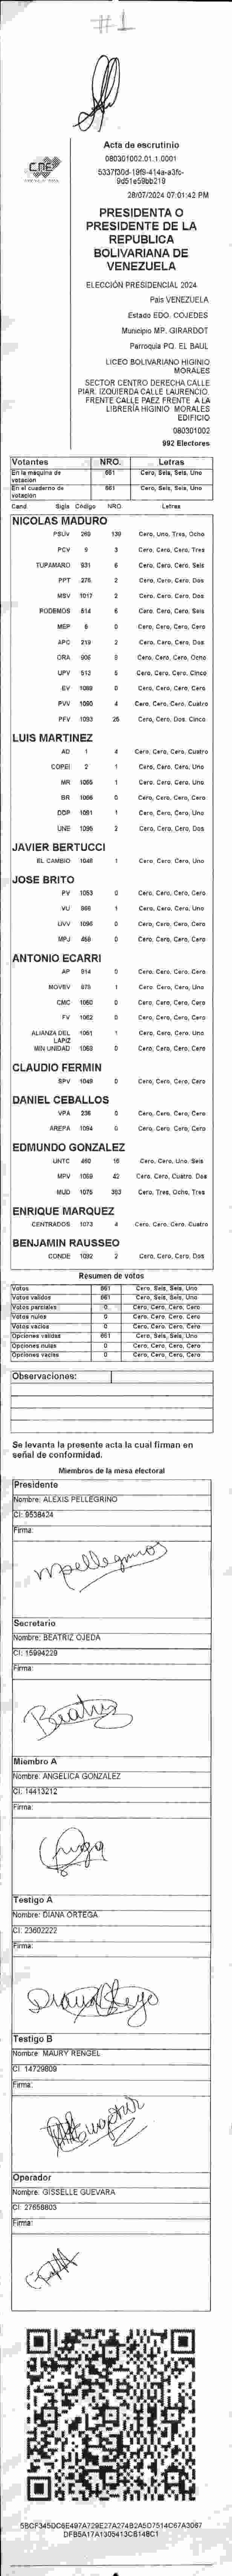 #1
CNE
Acta de escrutinio
080301002.01.1.0001
28/07/2024 07:01:42 PM
PRESIDENTA O
PRESIDENTE DE LA
REPUBLICA
BOLIVARIANA DE
VENEZUELA
ELECCIÓN PRESIDENCIAL 2024
País VENEZUELA
Estado EDO. COJEDES
Municipio MP. GIRARDOT
Parroquia PQ. EL BAUL
LICEO BOLIVARIANO HIGINIO
MORALES
SECTOR CENTRO DERECHA CALLE
PIAR. IZQUIERDA CALLE LAURENCIO.
FRENTE CALLE PAEZ FRENTE A LA
LIBRERÍA HIGINIO MORALES
EDIFICIO
080301002
992 Electores
Votantes NRO. Letras
En la máquina de votación 661 Cero, Seis, Seis, Uno
En el cuaderno de votación 661 Cero, Seis, Seis, Uno
Cand Sigla Código NRO Letras
NICOLAS MADURO
PSUV 269 138 Cero, Uno, Tres, Ocho
PCV 9 3 Cero, Cero, Cero, Tres
TUPAMARO 931 6 Cero, Cero, Cero, Seis
PPT 276 2 Cero, Cero, Cero, Dos
MSV 1017 2 Cero, Cero, Cero, Dos
PODEMOS 614 6 Cero, Cero, Cero, Seis
MEP 6 0 Cero, Cero, Cero, Cero
APC 219 2 Cero, Cero, Cero, Dos
ORA 906 8 Cero, Cero, Cero, Ocho
UPV 512 5 Cero, Cero, Cero, Cinco
EV 1089 0 Cero, Cero, Cero, Cero
PVV 1090 4 Cero, Cero, Cero, Cuatro
PFV 1093 25 Cero, Cero, Dos, Cinco
LUIS MARTINEZ
AD 1 4 Cero, Cero, Cero, Cuatro
COPEI 2 1 Cero, Cero, Cero, Uno
MR 1065 1 Cero, Cero, Cero, Uno
BR 1066 0 Cero, Cero, Cero, Cero
DDP 1091 1 Cero, Cero, Cero, Uno
UNE 1096 2 Cero, Cero, Cero, Dos
JAVIER BERTUCCI
EL CAMBIO 1048 1 Cero, Cero, Cero, Uno
JOSE BRITO
PV 1053 0 Cero, Cero, Cero, Cero
VU 868 1 Cero, Cero, Cero, Uno
UVV 1096 0 Cero, Cero, Cero, Cero
MPJ 458 0 Cero, Cero, Cero, Cero
ANTONIO ECARRI
AP 914 0 Cero, Cero, Cero, Cero
MOVEV 873 1 Cero, Cero, Cero, Uno
CMC 1060 0 Cero, Cero, Cero, Cero
FV 1062 0 Cero, Cero, Cero, Cero
ALIANZA DEL LAPIZ 1061 1 Cero, Cero, Cero, Uno
MIN UNIDAD 1068 0 Cero, Cero, Cero, Cero
CLAUDIO FERMIN
SPV 1049 0 Cero, Cero, Cero, Cero
DANIEL CEBALLOS
VPA 236 0 Cero, Cero, Cero, Cero
AREPA 1094 0 Cero, Cero, Cero, Cero
EDMUNDO GONZALEZ
UNTC 460 16 Cero, Cero, Uno, Seis
MPV 1069 42 Cero, Cero, Cuatro, Dos
MUD 1075 383 Cero, Tres, Ocho, Tres
ENRIQUE MARQUEZ
CENTRADOS 1073 4 Cero, Cero, Cero, Cuatro
BENJAMIN RAUSSEO
CONDE 1092 2 Cero, Cero, Cero, Dos
Resumen de votos
Votos 661 Cero, Seis, Seis, Uno
Votos validos 661 Cero, Seis, Seis, Uno
Votos parciales 0 Cero, Cero, Cero, Cero
Votos nulos 0 Cero, Cero, Cero, Cero
Votos vacíos 0 Cero, Cero, Cero, Cero
Opciones validas 661 Cero, Seis, Seis, Uno
Opciones nulas 0 Cero, Cero, Cero, Cero
Opciones vacías 0 Cero, Cero, Cero, Cero
Observaciones:
Se levanta la presente acta la cual firman en
señal de conformidad.
Miembros de la mesa electoral
Presidente
Nombre: ALEXIS PELLEGRINO
CI: 9538424
Firma:
mpellegrinos
Secretario
Nombre: BEATRIZ OJEDA
CI: 15994229
Firma:
Beatriz
Miembro A
Nombre: ANGELICA GONZALEZ
CI: 14413212
Firma:
Testigo A
Nombre: DIANA ORTEGA
CI: 23602222
Firma:
Testigo B
Nombre: MAURY RENGEL
CI: 14729809
Firma:
Operador
Nombre: GISSELLE GUEVARA
CI: 27658803
Firma: